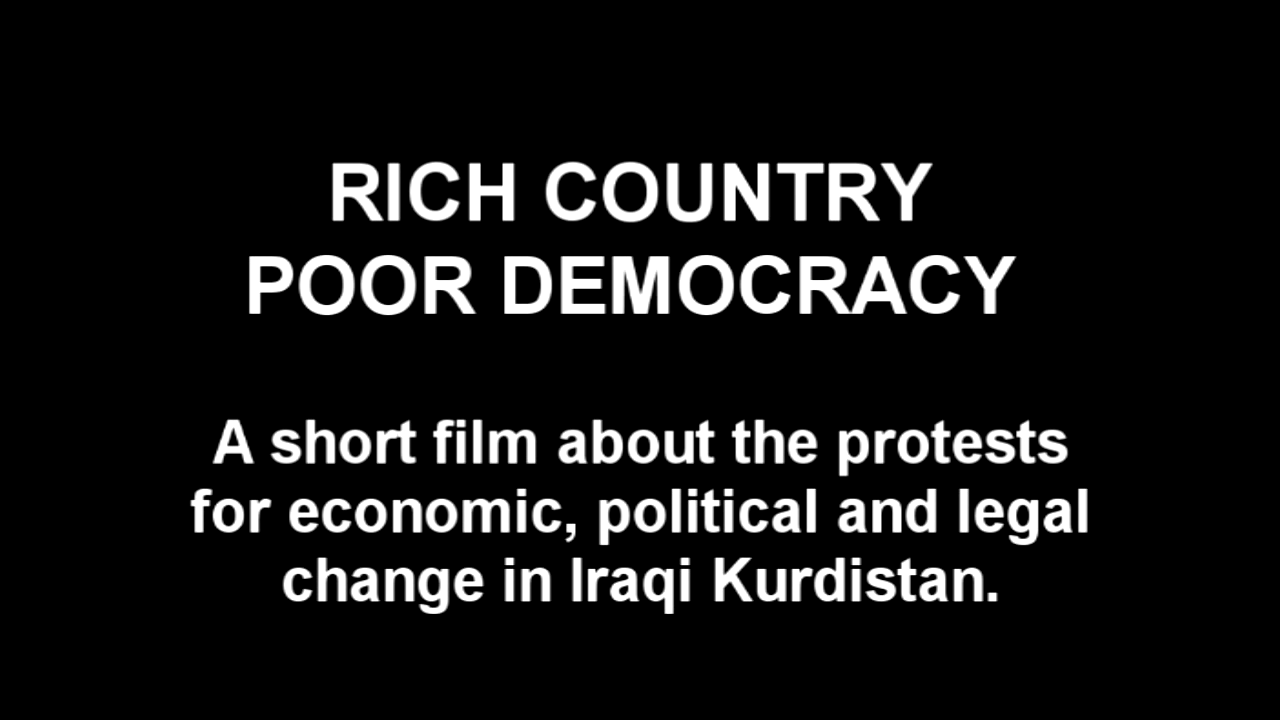 RICH COUNTRY
POOR DEMOCRACY
A short film about the protests
for economic, political and legal
change in Iraqi Kurdistan.